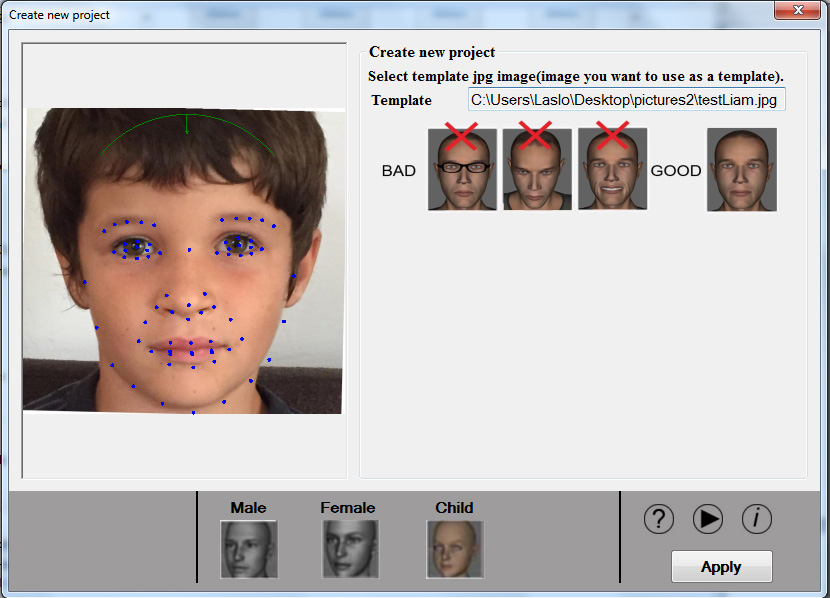 Create new project
Create new project
Select template jpg image(image you want to use as a template).
Template C:\Users\Laslo\Desktop\pictures2\testLiam.jpg
BAD GOOD
Male Female Child
? i
Apply